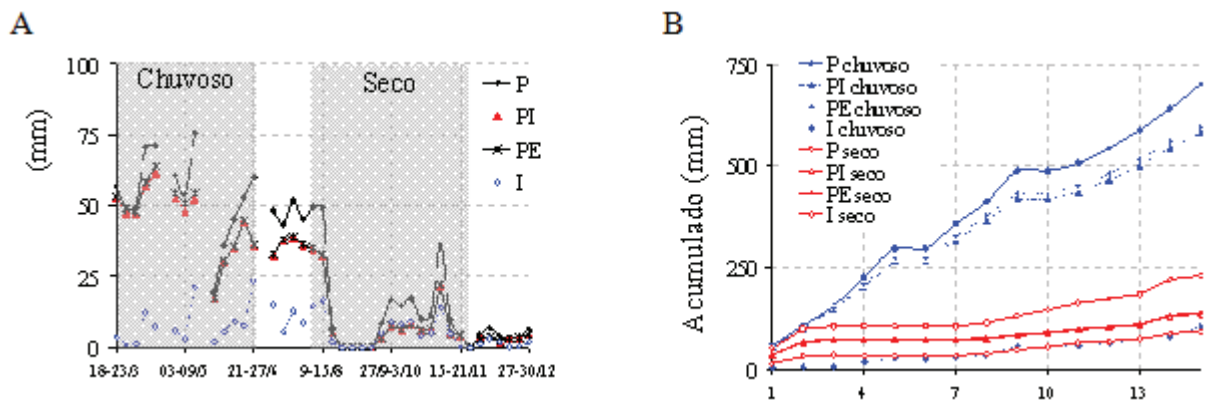 A
B
(mm)
100
75
50
25
0
Chuvoso
Seco
P
PI
PE
I
18-23/3
03-09/5
21-27/6
9-15/8
27/9-3/10
15-21/11
27-30/12
A cumulado (mm)
750
500
250
0
P chuvoso
PI chuvoso
PE chuvoso
I chuvoso
P seco
PI seco
PE seco
I seco
1
4
7
10
13